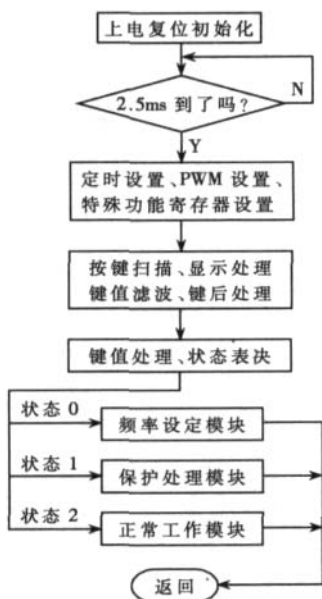 上电复位初始化
N
2.5ms 到了吗?
Y
定时设置、PWM 设置、
特殊功能寄存器设置
按键扫描、显示处理
键值滤波、键后处理
键值处理、状态表决
状态 0
频率设定模块
状态 1
保护处理模块
状态 2
正常工作模块
返回